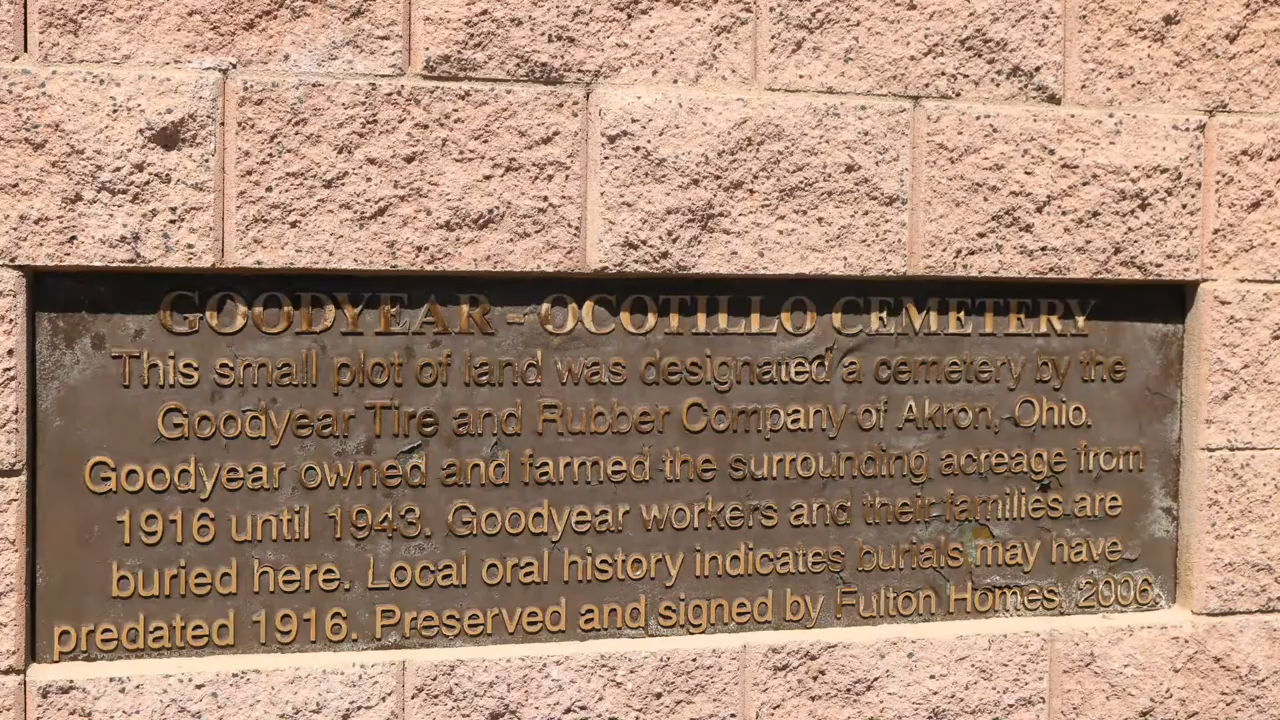 GOODYEAR - OCOTILLO CEMETERY
This small plot of land was designated a cemetery by the
Goodyear Tire and Rubber Company of Akron, Ohio.
Goodyear owned and farmed the surrounding acreage from
1916 until 1943. Goodyear workers and their families are
buried here. Local oral history indicates burials may have
predated 1916. Preserved and signed by Fulton Homes, 2006.